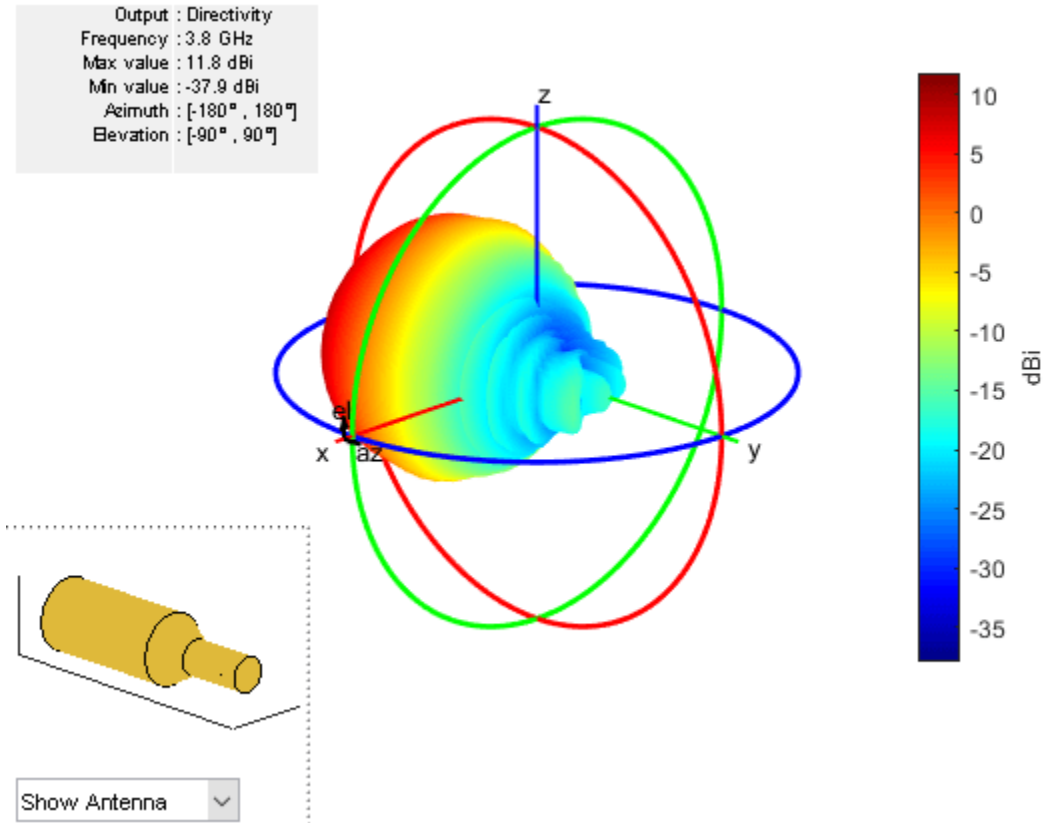 Output : Directivity
Frequency : 3.8 GHz
Max value : 11.8 dBi
Min value : -37.9 dBi
Azimuth : [-180° , 180°]
Elevation : [-90° , 90°]
z
x
az
el
y
10
5
0
-5
-10
-15
-20
-25
-30
-35
dBi
Show Antenna